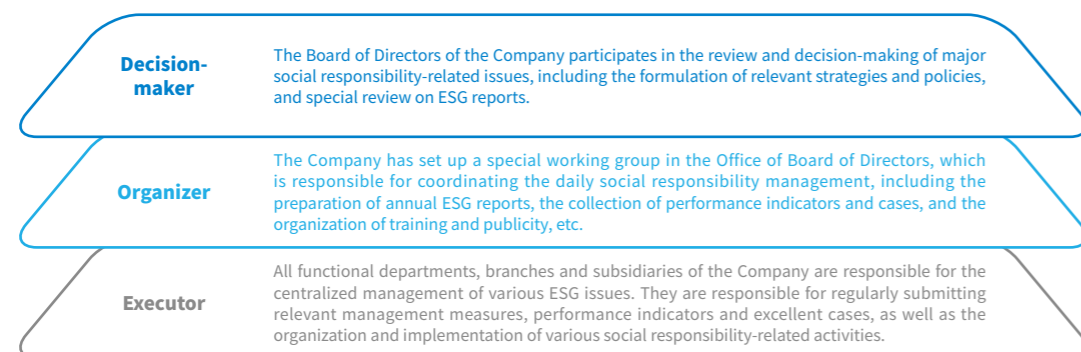 Decision-
maker
The Board of Directors of the Company participates in the review and decision-making of major
social responsibility-related issues, including the formulation of relevant strategies and policies,
and special review on ESG reports.
Organizer
The Company has set up a special working group in the Office of Board of Directors, which
is responsible for coordinating the daily social responsibility management, including the
preparation of annual ESG reports, the collection of performance indicators and cases, and the
organization of training and publicity, etc.
Executor
All functional departments, branches and subsidiaries of the Company are responsible for the
centralized management of various ESG issues. They are responsible for regularly submitting
relevant management measures, performance indicators and excellent cases, as well as the
organization and implementation of various social responsibility-related activities.